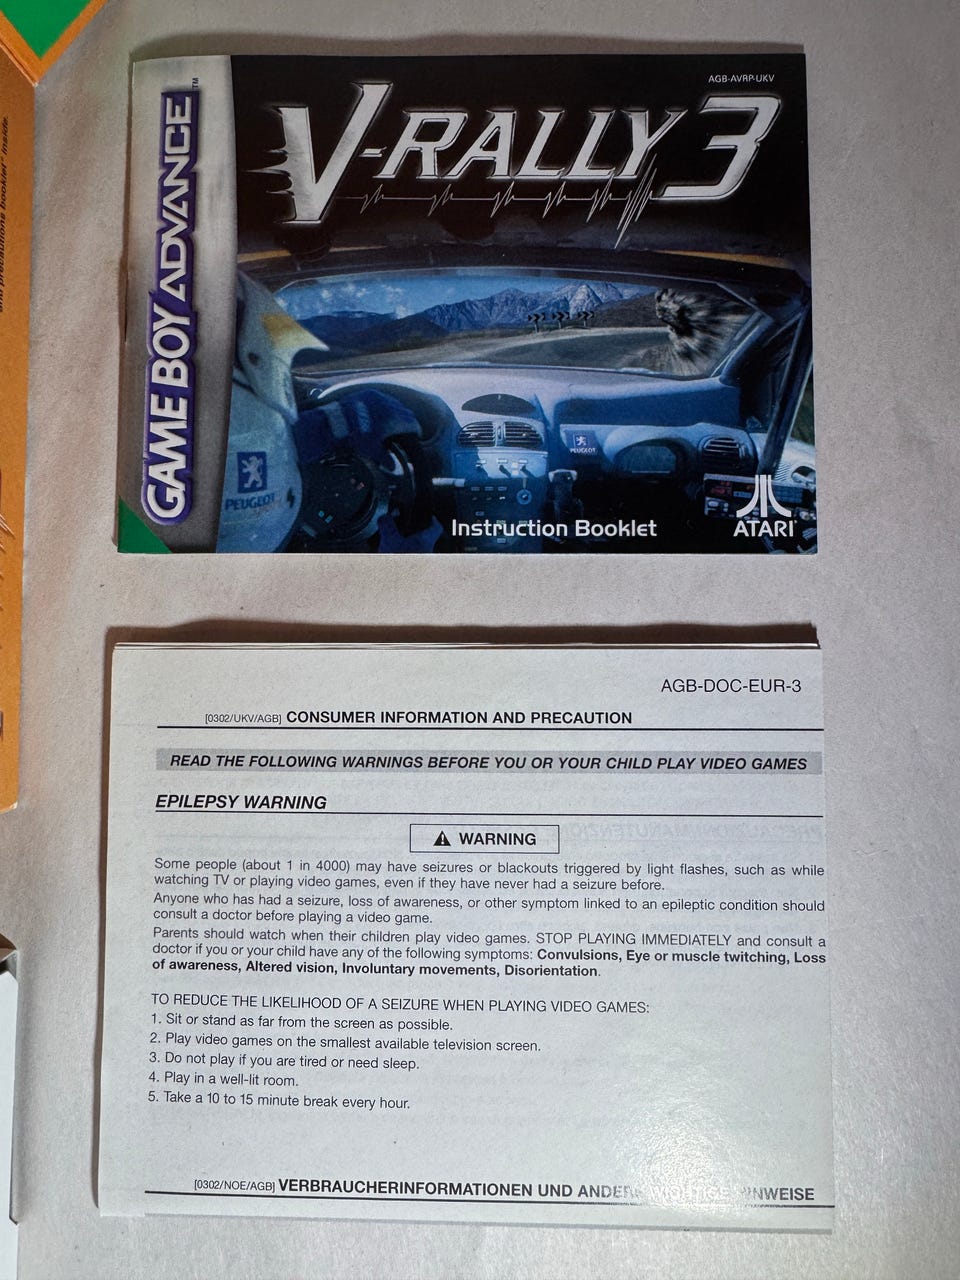 and precautions booklet" inside.
GAME BOY ADVANCE™
AGB-AVRP-UKV
V-RALLY 3
PEUGEOT
PEUGEOT
Instruction Booklet
ATARI®
AGB-DOC-EUR-3
[0302/UKV/AGB] CONSUMER INFORMATION AND PRECAUTION
READ THE FOLLOWING WARNINGS BEFORE YOU OR YOUR CHILD PLAY VIDEO GAMES
EPILEPSY WARNING
WARNING
Some people (about 1 in 4000) may have seizures or blackouts triggered by light flashes, such as while
watching TV or playing video games, even if they have never had a seizure before.
Anyone who has had a seizure, loss of awareness, or other symptom linked to an epileptic condition should
consult a doctor before playing a video game.
Parents should watch when their children play video games. STOP PLAYING IMMEDIATELY and consult a
doctor if you or your child have any of the following symptoms: Convulsions, Eye or muscle twitching, Loss
of awareness, Altered vision, Involuntary movements, Disorientation.
TO REDUCE THE LIKELIHOOD OF A SEIZURE WHEN PLAYING VIDEO GAMES:
1. Sit or stand as far from the screen as possible.
2. Play video games on the smallest available television screen.
3. Do not play if you are tired or need sleep.
4. Play in a well-lit room.
5. Take a 10 to 15 minute break every hour.
[0302/NOE/AGB] VERBRAUCHERINFORMATIONEN UND ANDERE WICHTIGE HINWEISE